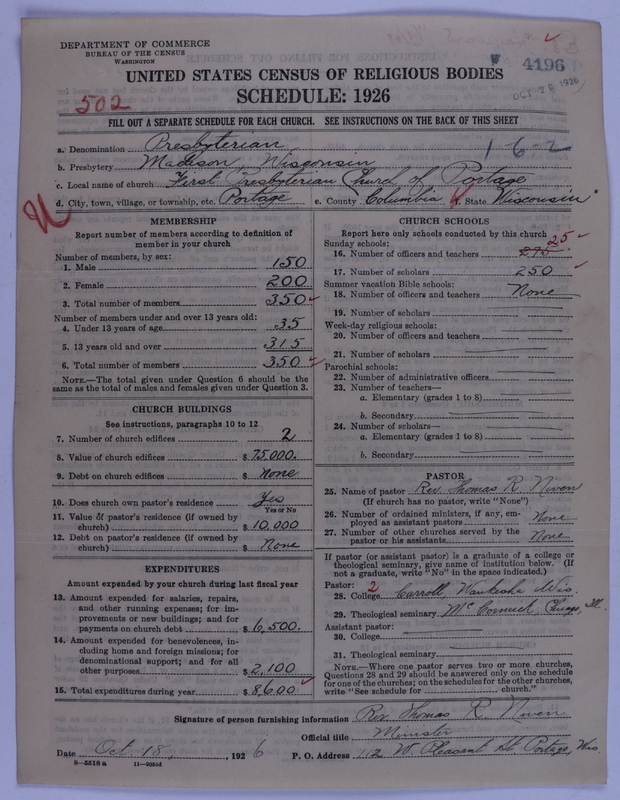 DEPARTMENT OF COMMERCE
BUREAU OF THE CENSUS
WASHINGTON
4196
OCT 26 1926
UNITED STATES CENSUS OF RELIGIOUS BODIES
502
SCHEDULE: 1926
FILL OUT A SEPARATE SCHEDULE FOR EACH CHURCH. SEE INSTRUCTIONS ON THE BACK OF THIS SHEET
a. Denomination Presbyterian
1-6-2
b. Presbytery Madison, Wisconsin
c. Local name of church First Presbyterian Church of Portage
d. City, town, village, or township, etc. Portage e. County Columbia f. State Wisconsin
MEMBERSHIP
Report number of members according to definition of member in your church
Number of members, by sex:
1. Male 150
2. Female 200
3. Total number of members 350
Number of members under and over 13 years old:
4. Under 13 years of age 35
5. 13 years old and over 315
6. Total number of members 350
NOTE.—The total given under Question 6 should be the same as the total of males and females given under Question 3.
CHURCH BUILDINGS
See instructions, paragraphs 10 to 12
7. Number of church edifices 2
8. Value of church edifices $ 75,000.
9. Debt on church edifices $ None
10. Does church own pastor's residence Yes
Yes or No
11. Value of pastor's residence (if owned by church) $ 10,000
12. Debt on pastor's residence (if owned by church) $ None
EXPENDITURES
Amount expended by your church during last fiscal year
13. Amount expended for salaries, repairs, and other running expenses; for improvements or new buildings; and for payments on church debt $ 6,500.
14. Amount expended for benevolences, including home and foreign missions; for denominational support; and for all other purposes $ 2,100
15. Total expenditures during year $ 8,600
CHURCH SCHOOLS
Report here only schools conducted by this church
Sunday schools: 25
16. Number of officers and teachers 275
17. Number of scholars 250
Summer vacation Bible schools:
18. Number of officers and teachers None
19. Number of scholars
Week-day religious schools:
20. Number of officers and teachers
21. Number of scholars
Parochial schools:
22. Number of administrative officers
23. Number of teachers—
a. Elementary (grades 1 to 8)
b. Secondary
24. Number of scholars—
a. Elementary (grades 1 to 8)
b. Secondary
PASTOR
25. Name of pastor Rev. Thomas R. Niven
(If church has no pastor, write "None")
26. Number of ordained ministers, if any, employed as assistant pastors None
27. Number of other churches served by the pastor or his assistants None
If pastor (or assistant pastor) is a graduate of a college or theological seminary, give name of institution below. (If not a graduate, write "No" in the space indicated.)
Pastor: 2
28. College Carroll, Waukesha Wis.
29. Theological seminary McCormick, Chicago, Ill.
Assistant pastor:
30. College
31. Theological seminary
NOTE.—Where one pastor serves two or more churches, Questions 28 and 29 should be answered only on the schedule for one of the churches; on the schedules for the other churches, write "See schedule for church."
Signature of person furnishing information Rev. Thomas R. Niven
Official title Minister
Date Oct. 18, 1926 P. O. Address 112 W. Pleasant St. Portage, Wis
8—5518 a